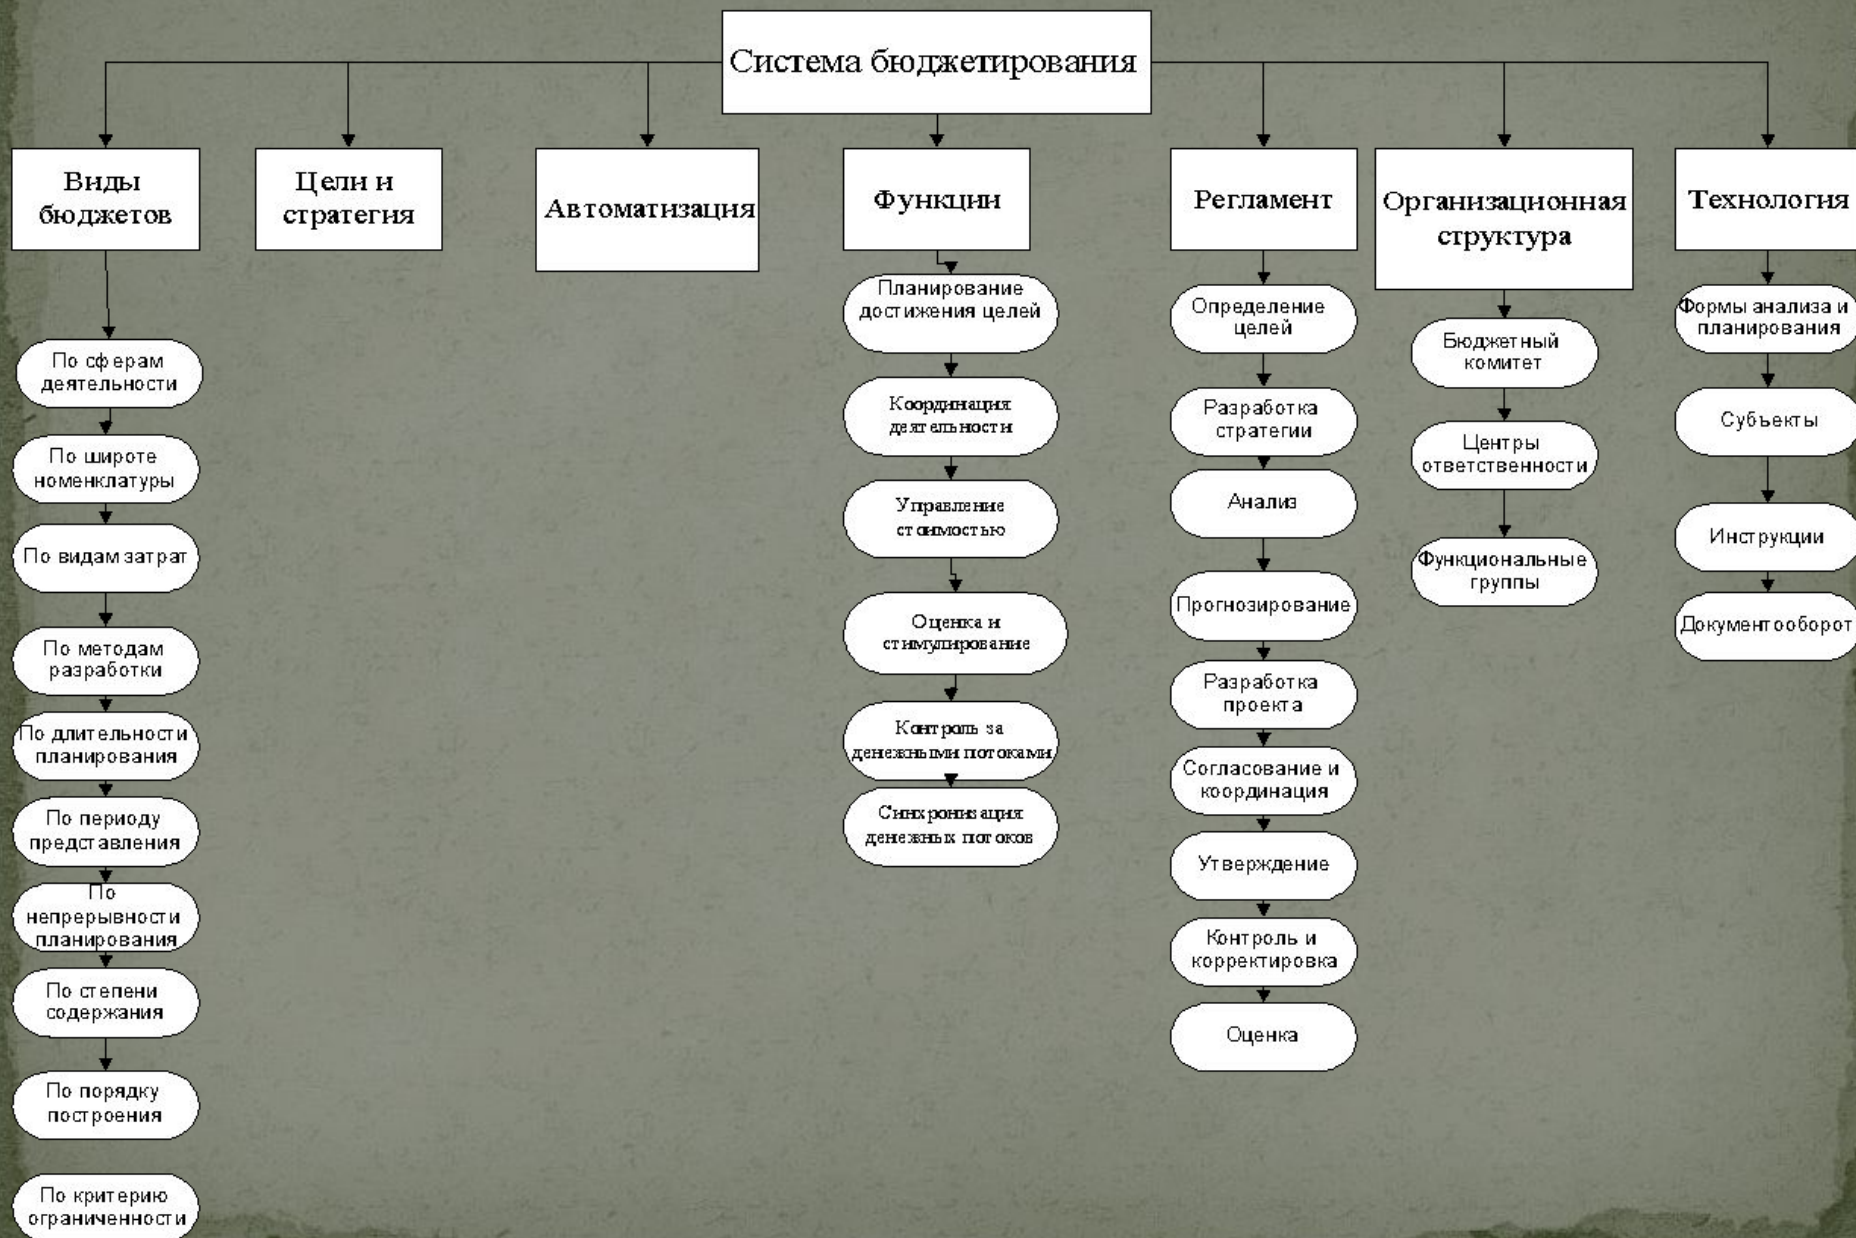 Система бюджетирования
Виды
бюджетов
Цели и
стратегия
Автоматизация
Функции
Регламент
Организационная
структура
Технология
По сферам
деятельности
По широте
номенклатуры
По видам затрат
По методам
разработки
По длительности
планирования
По периоду
представления
По
непрерывности
планирования
По степени
содержания
По порядку
построения
По критерию
ограниченности
Планирование
достижения целей
Координация
деятельности
Управление
стоимостью
Оценка и
стимулирование
Контроль за
денежными потоками
Синхронизация
денежных потоков
Определение
целей
Разработка
стратегии
Анализ
Прогнозирование
Разработка
проекта
Согласование и
координация
Утверждение
Контроль и
корректировка
Оценка
Бюджетный
комитет
Центры
ответственности
Функциональные
группы
Формы анализа и
планирования
Субъекты
Инструкции
Документооборот